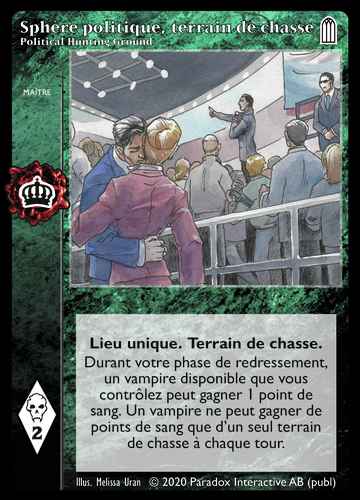 Sphère politique, terrain de chasse
Political Hunting Ground
MAÎTRE
Lieu unique. Terrain de chasse.
Durant votre phase de redressement,
un vampire disponible que vous
contrôlez peut gagner 1 point de
sang. Un vampire ne peut gagner de
points de sang que d'un seul terrain
de chasse à chaque tour.
2
Illus. Melissa Uran © 2020 Paradox Interactive AB (publ)